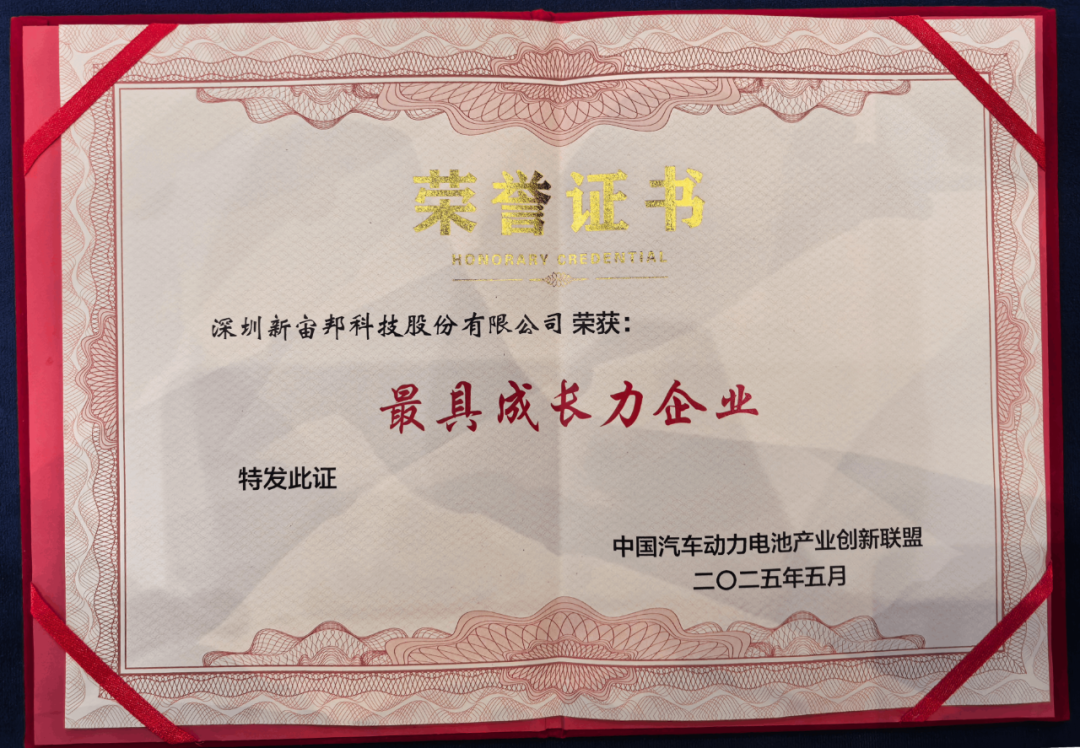 荣誉证书
HONORARY CREDENTIAL
深圳新宙邦科技股份有限公司 荣获：
最具成长力企业
特发此证
中国汽车动力电池产业创新联盟
二〇二五年五月